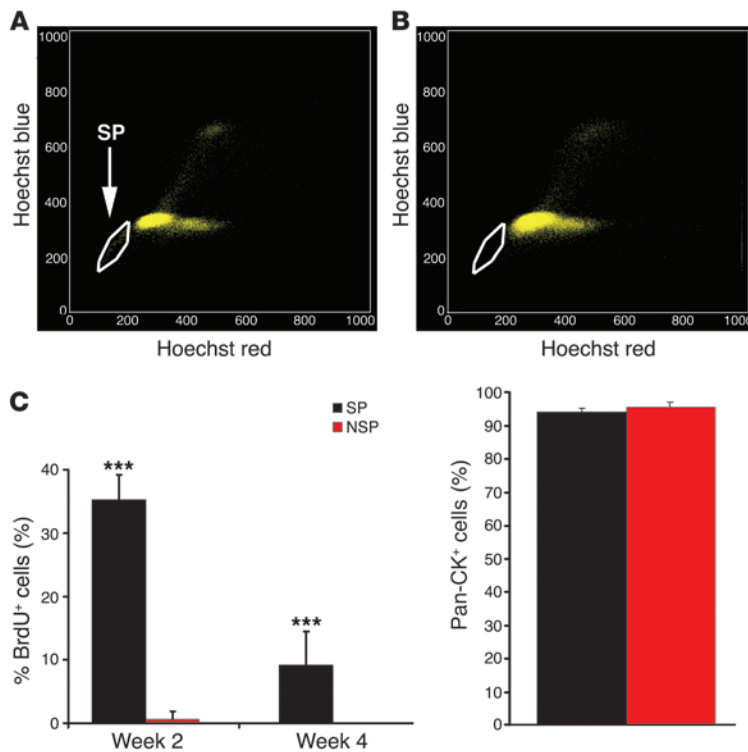 A
1000
800
600
400
200
0
0 200 400 600 800 1000
Hoechst blue
Hoechst red
SP
B
1000
800
600
400
200
0
0 200 400 600 800 1000
Hoechst blue
Hoechst red
C
SP
NSP
40
30
20
10
0
% BrdU⁺ cells (%)
***
***
Week 2 Week 4
100
90
80
70
60
50
40
30
20
10
0
Pan-CK⁺ cells (%)